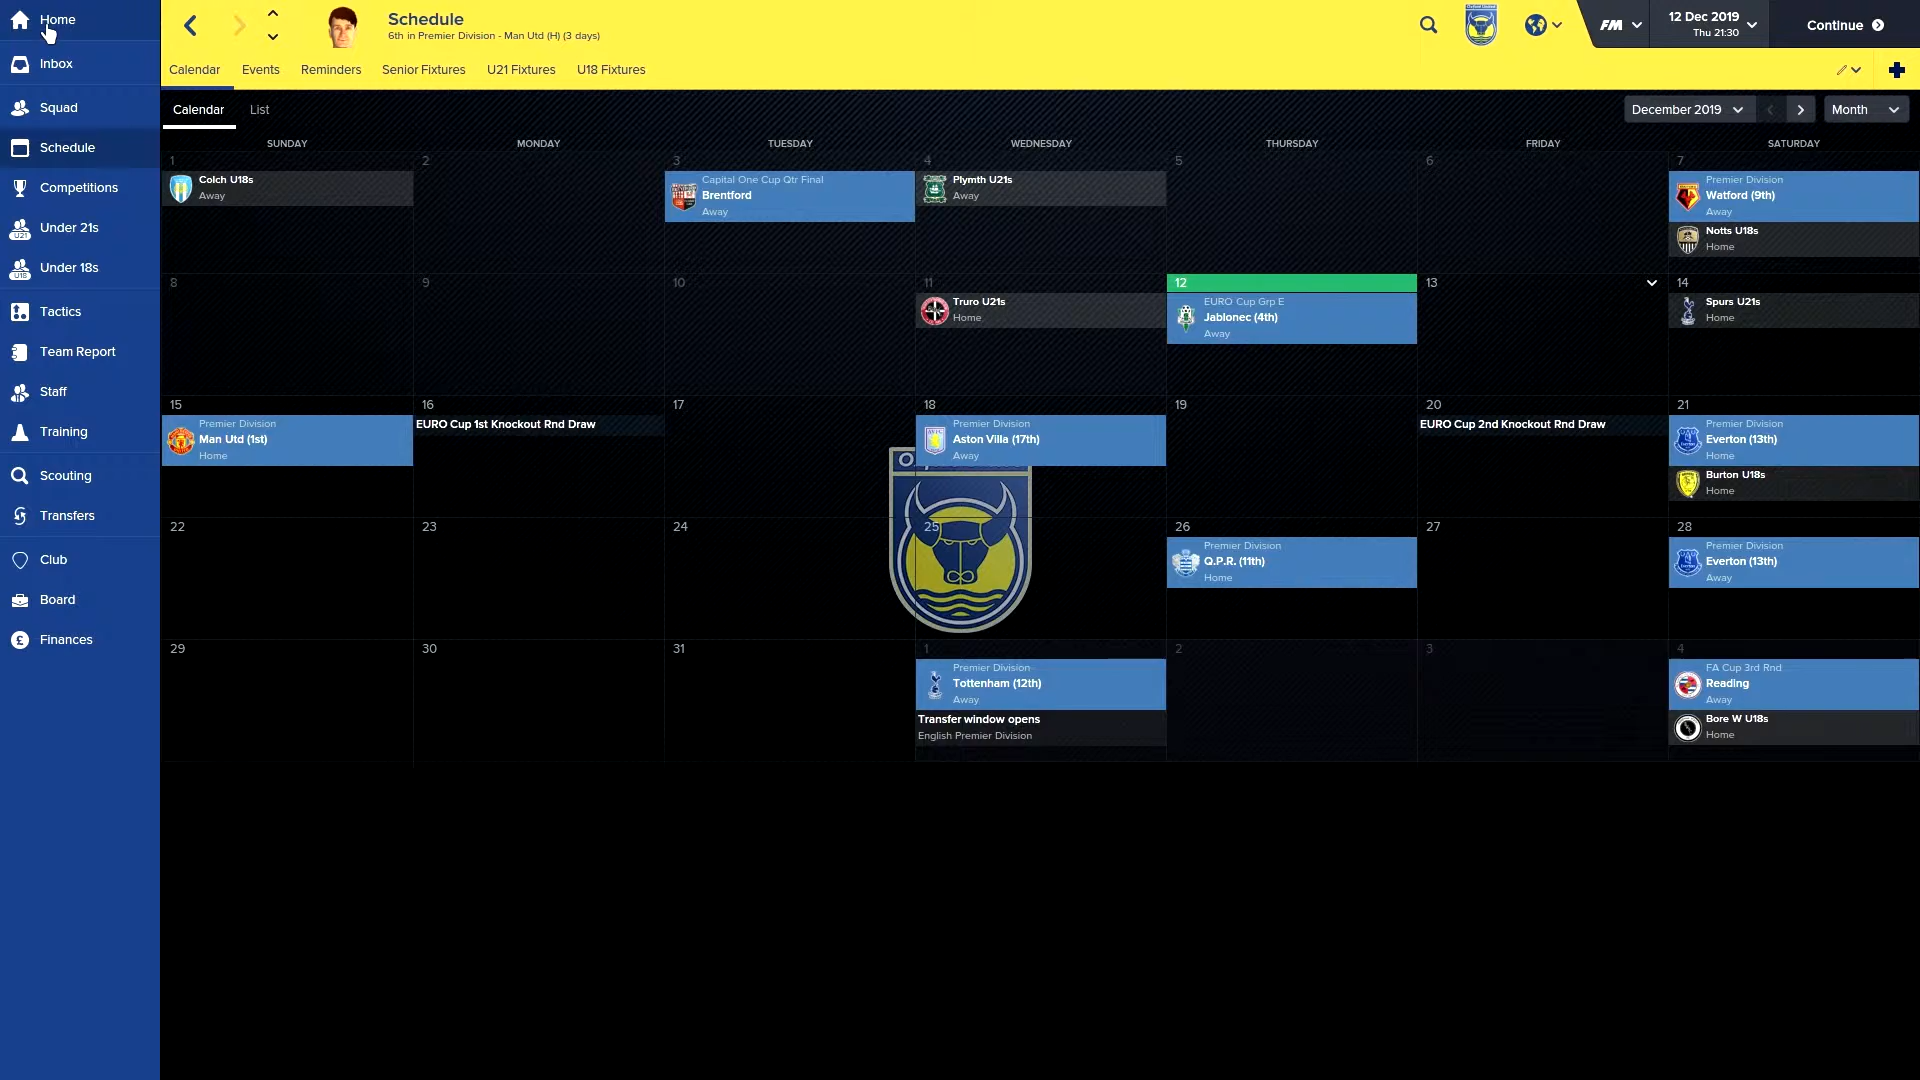 Home
Inbox
Squad
Schedule
Competitions
Under 21s
Under 18s
Tactics
Team Report
Staff
Training
Scouting
Transfers
Club
Board
Finances
Schedule
6th in Premier Division - Man Utd (H) (3 days)
FM
12 Dec 2019
Thu 21:30
Continue
Calendar Events Reminders Senior Fixtures U21 Fixtures U18 Fixtures
Calendar List
December 2019
Month
SUNDAY MONDAY TUESDAY WEDNESDAY THURSDAY FRIDAY SATURDAY
1
Colch U18s
Away
2
3
Capital One Cup Qtr Final
Brentford
Away
4
Plymth U21s
Away
5
6
7
Premier Division
Watford (9th)
Away
Notts U18s
Home
8
9
10
11
Truro U21s
Home
12
EURO Cup Grp E
Jablonec (4th)
Away
13
14
Spurs U21s
Home
15
Premier Division
Man Utd (1st)
Home
16
EURO Cup 1st Knockout Rnd Draw
17
18
Premier Division
Aston Villa (17th)
Away
19
20
EURO Cup 2nd Knockout Rnd Draw
21
Premier Division
Everton (13th)
Home
Burton U18s
Home
22
23
24
25
26
Premier Division
Q.P.R. (11th)
Home
27
28
Premier Division
Everton (13th)
Away
29
30
31
1
Premier Division
Tottenham (12th)
Away
Transfer window opens
English Premier Division
2
3
4
FA Cup 3rd Rnd
Reading
Away
Bore W U18s
Home